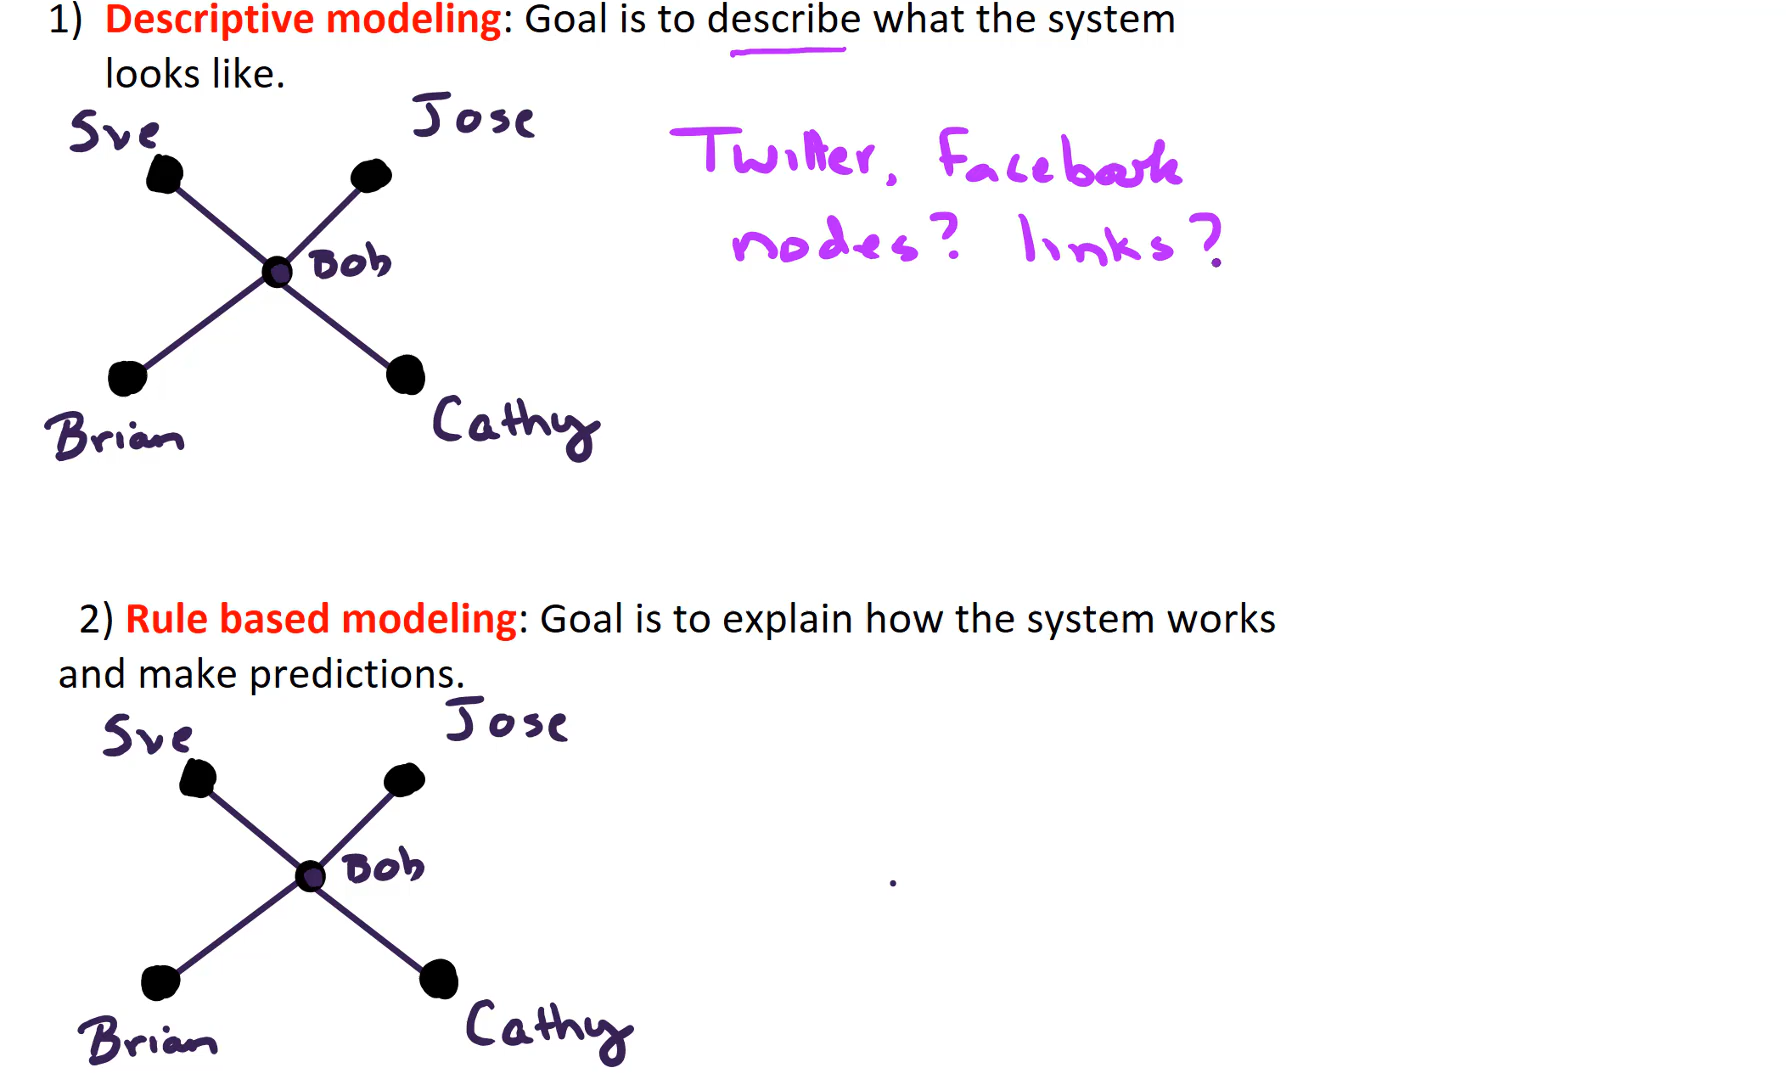 1) Descriptive modeling: Goal is to describe what the system
looks like.
Sve
Jose
Twitter, Facebook
nodes? links?
Bob
Brian
Cathy
2) Rule based modeling: Goal is to explain how the system works
and make predictions.
Sve
Jose
Bob
Brian
Cathy